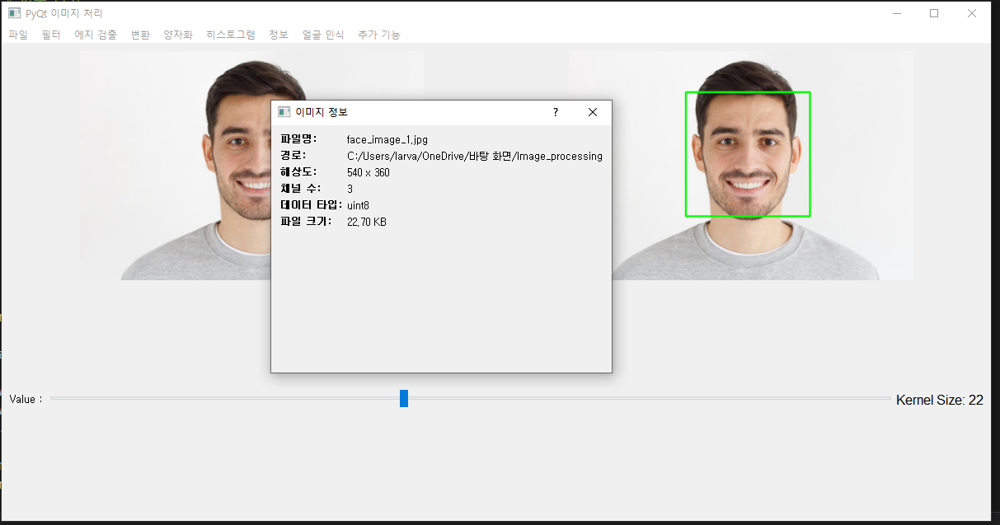 PyQt 이미지 처리
파일 필터 에지 검출 변환 양자화 히스토그램 정보 얼굴 인식 추가 기능
이미지 정보 ?
파일명: face_image_1.jpg
경로: C:/Users/larva/OneDrive/바탕 화면/Image_processing
해상도: 540 x 360
채널 수: 3
데이터 타입: uint8
파일 크기: 22.70 KB
Value : Kernel Size: 22